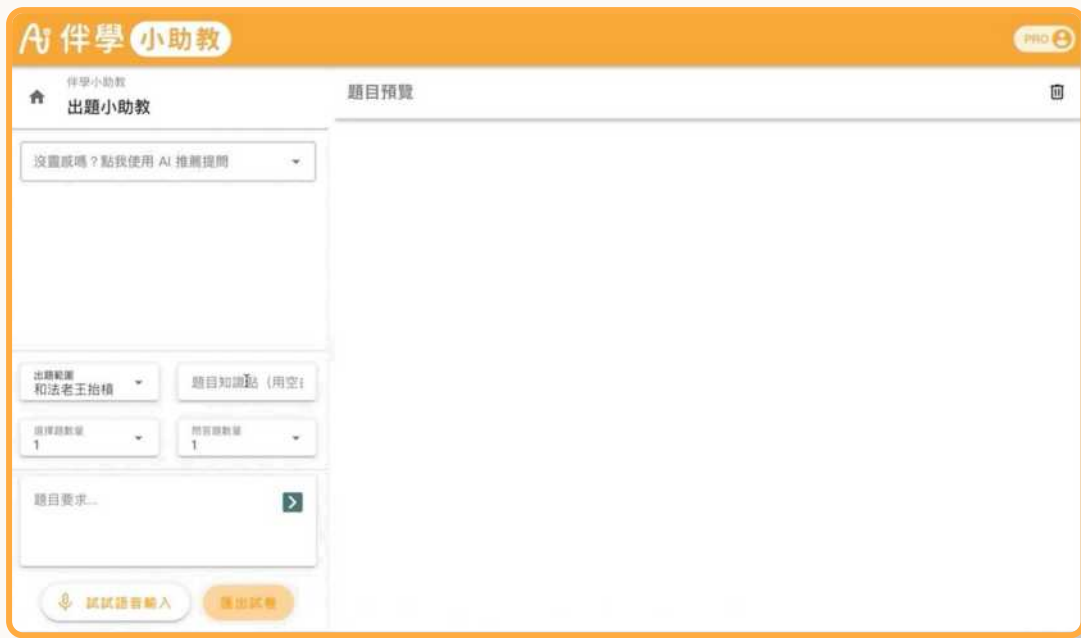 Ai 伴學 小助教
PRO
伴學小助教
出題小助教
題目預覽
沒靈感嗎？點我使用 AI 推薦提問
出題範圍
和法老王抬槓
題目知識點（用空
選擇題數量
1
問答題數量
1
題目要求...
試試語音輸入
匯出試卷